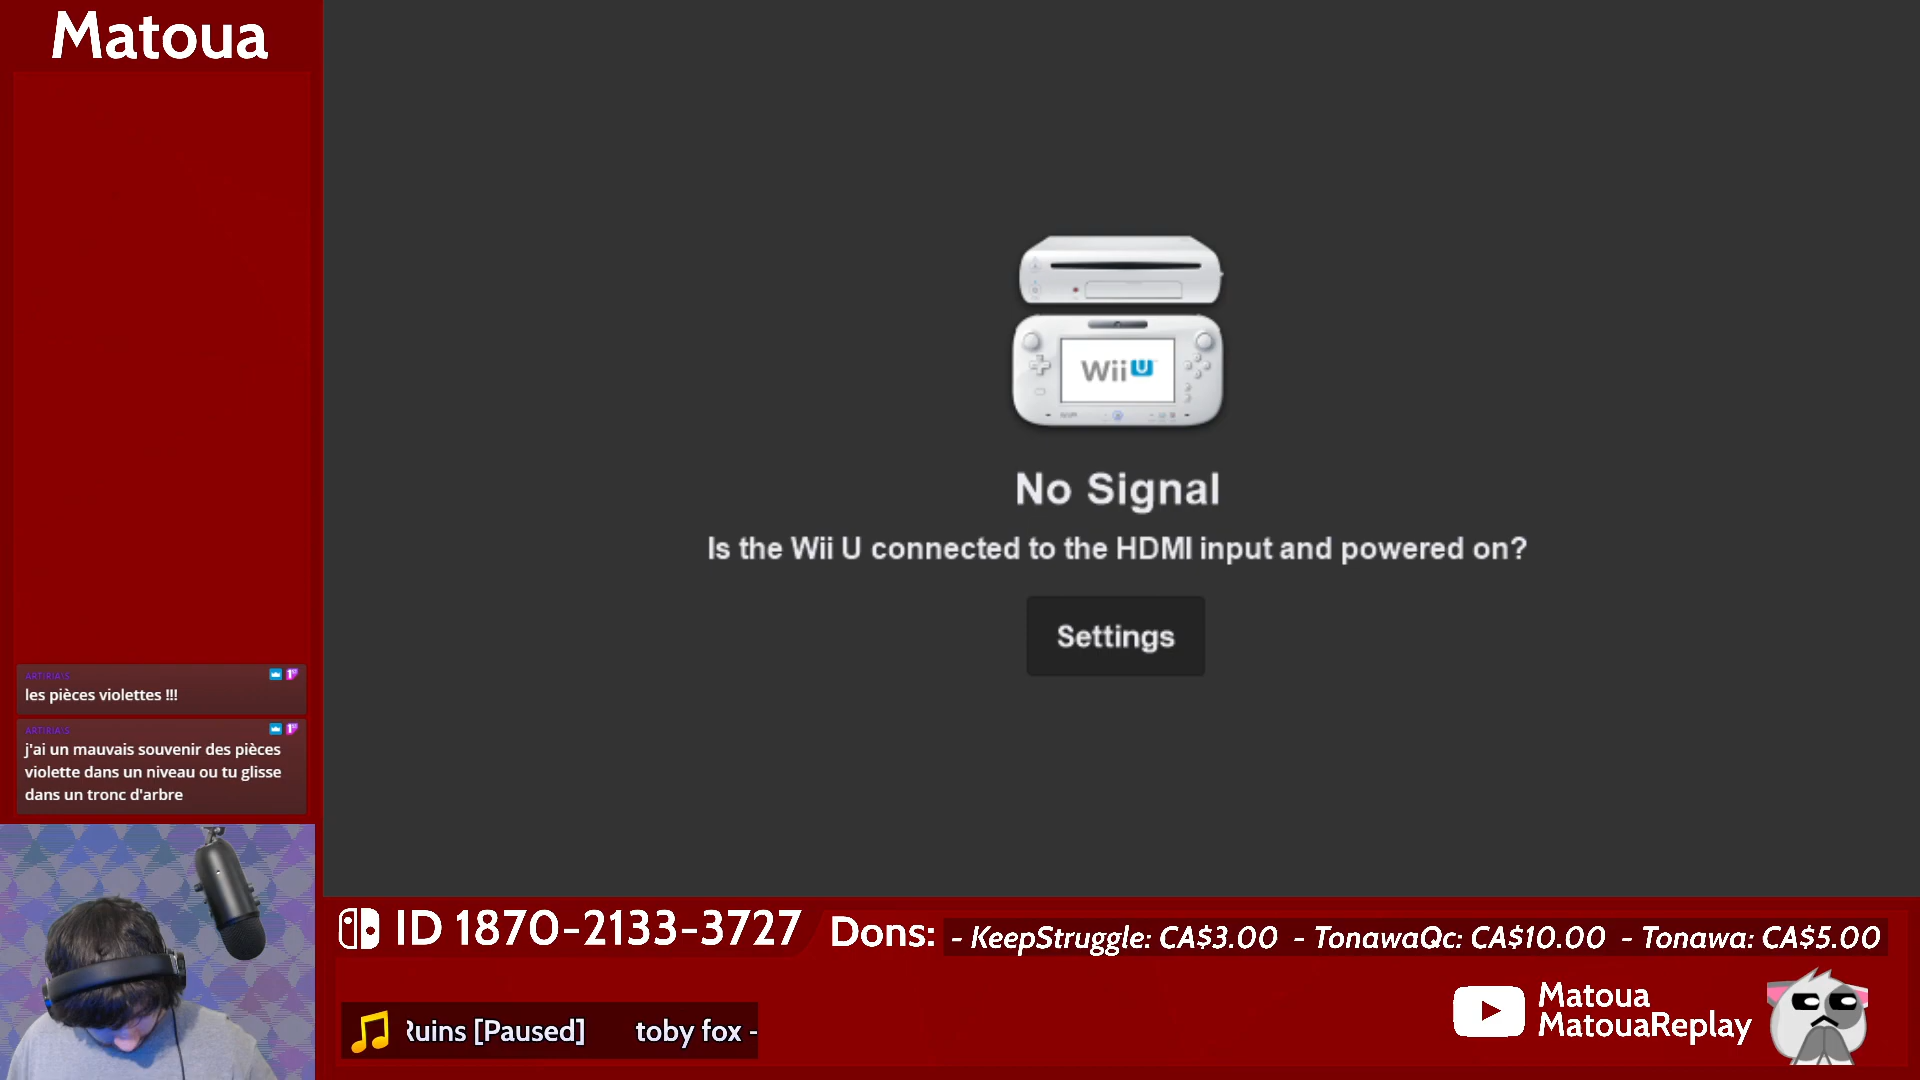 Matoua
Wii U
No Signal
Is the Wii U connected to the HDMI input and powered on?
Settings
ARTIRIA\S
les pièces violettes !!!
ARTIRIA\S
j'ai un mauvais souvenir des pièces
violette dans un niveau ou tu glisse
dans un tronc d'arbre
ID 1870-2133-3727
Dons: - KeepStruggle: CA$3.00 - TonawaQc: CA$10.00 - Tonawa: CA$5.00
Ruins [Paused] toby fox -
Matoua
MatouaReplay